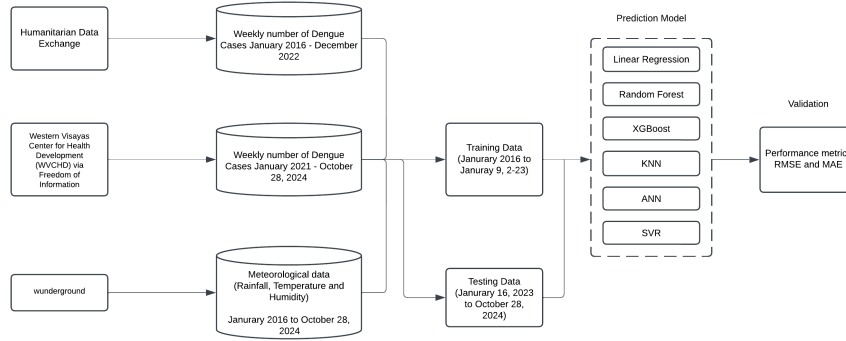 Humanitarian Data
Exchange
Weekly number of Dengue
Cases January 2016 - December
2022
Western Visayas
Center for Health
Development
(WVCHD) via
Freedom of
Information
Weekly number of Dengue
Cases January 2021 - October
28, 2024
wunderground
Meteorological data
(Rainfall, Temperature and
Humidity)
Janurary 2016 to October 28,
2024
Training Data
(Janurary 2016 to
Januray 9, 2-23)
Testing Data
(Janurary 16, 2023
to October 28,
2024)
Prediction Model
Linear Regression
Random Forest
XGBoost
KNN
ANN
SVR
Validation
Performance metric
RMSE and MAE